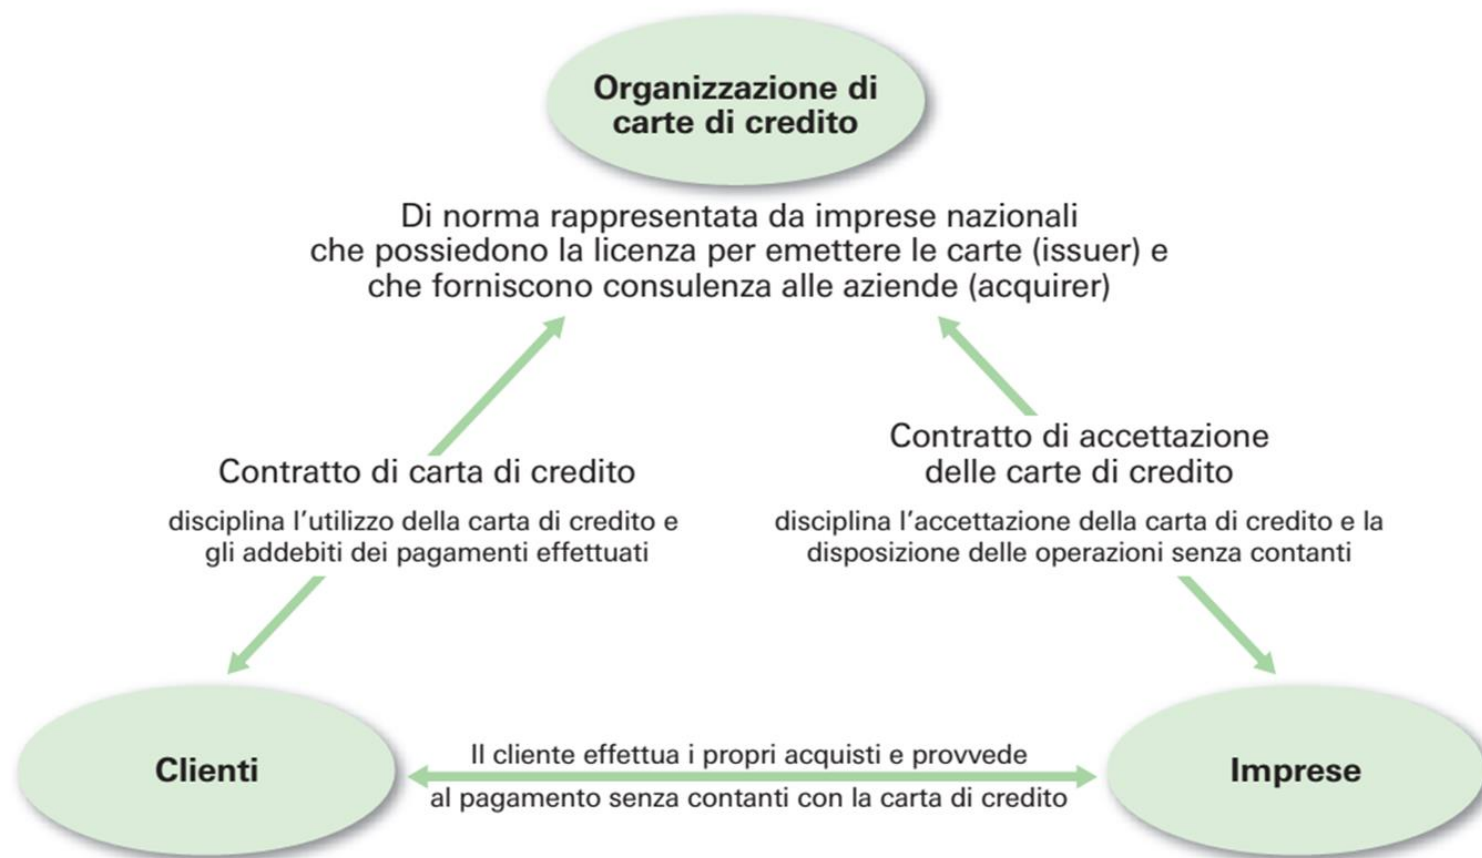 Organizzazione di
carte di credito
Di norma rappresentata da imprese nazionali
che possiedono la licenza per emettere le carte (issuer) e
che forniscono consulenza alle aziende (acquirer)
Contratto di carta di credito
disciplina l’utilizzo della carta di credito e
gli addebiti dei pagamenti effettuati
Contratto di accettazione
delle carte di credito
disciplina l’accettazione della carta di credito e la
disposizione delle operazioni senza contanti
Clienti
Il cliente effettua i propri acquisti e provvede
al pagamento senza contanti con la carta di credito
Imprese